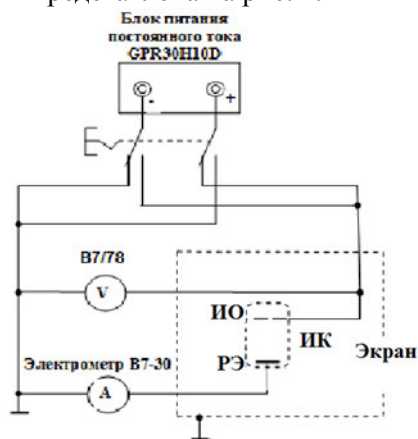 Блок питания
постоянного тока
GPR30H10D
- +
В7/78
V
ИО
ИК
Экран
РЭ
Электрометр В7-30
A